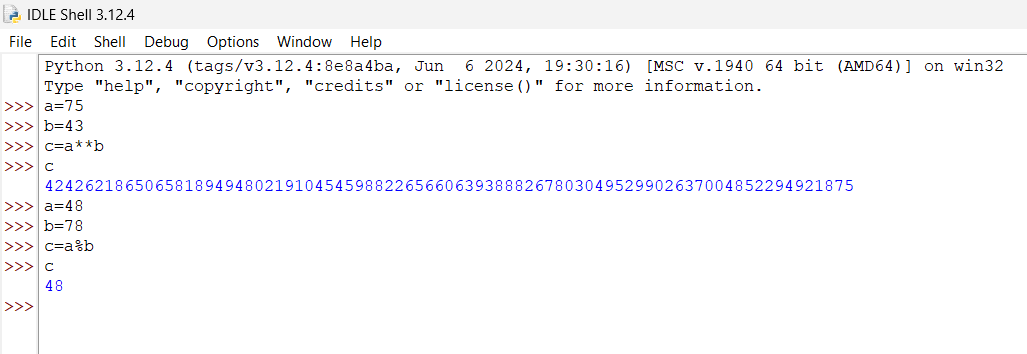 IDLE Shell 3.12.4
File Edit Shell Debug Options Window Help
Python 3.12.4 (tags/v3.12.4:8e8a4ba, Jun  6 2024, 19:30:16) [MSC v.1940 64 bit (AMD64)] on win32
Type "help", "copyright", "credits" or "license()" for more information.
>>> a=75
>>> b=43
>>> c=a**b
>>> c
424262186506581894948021910454598822656606393888267803049529902637004852294921875
>>> a=48
>>> b=78
>>> c=a%b
>>> c
48
>>>